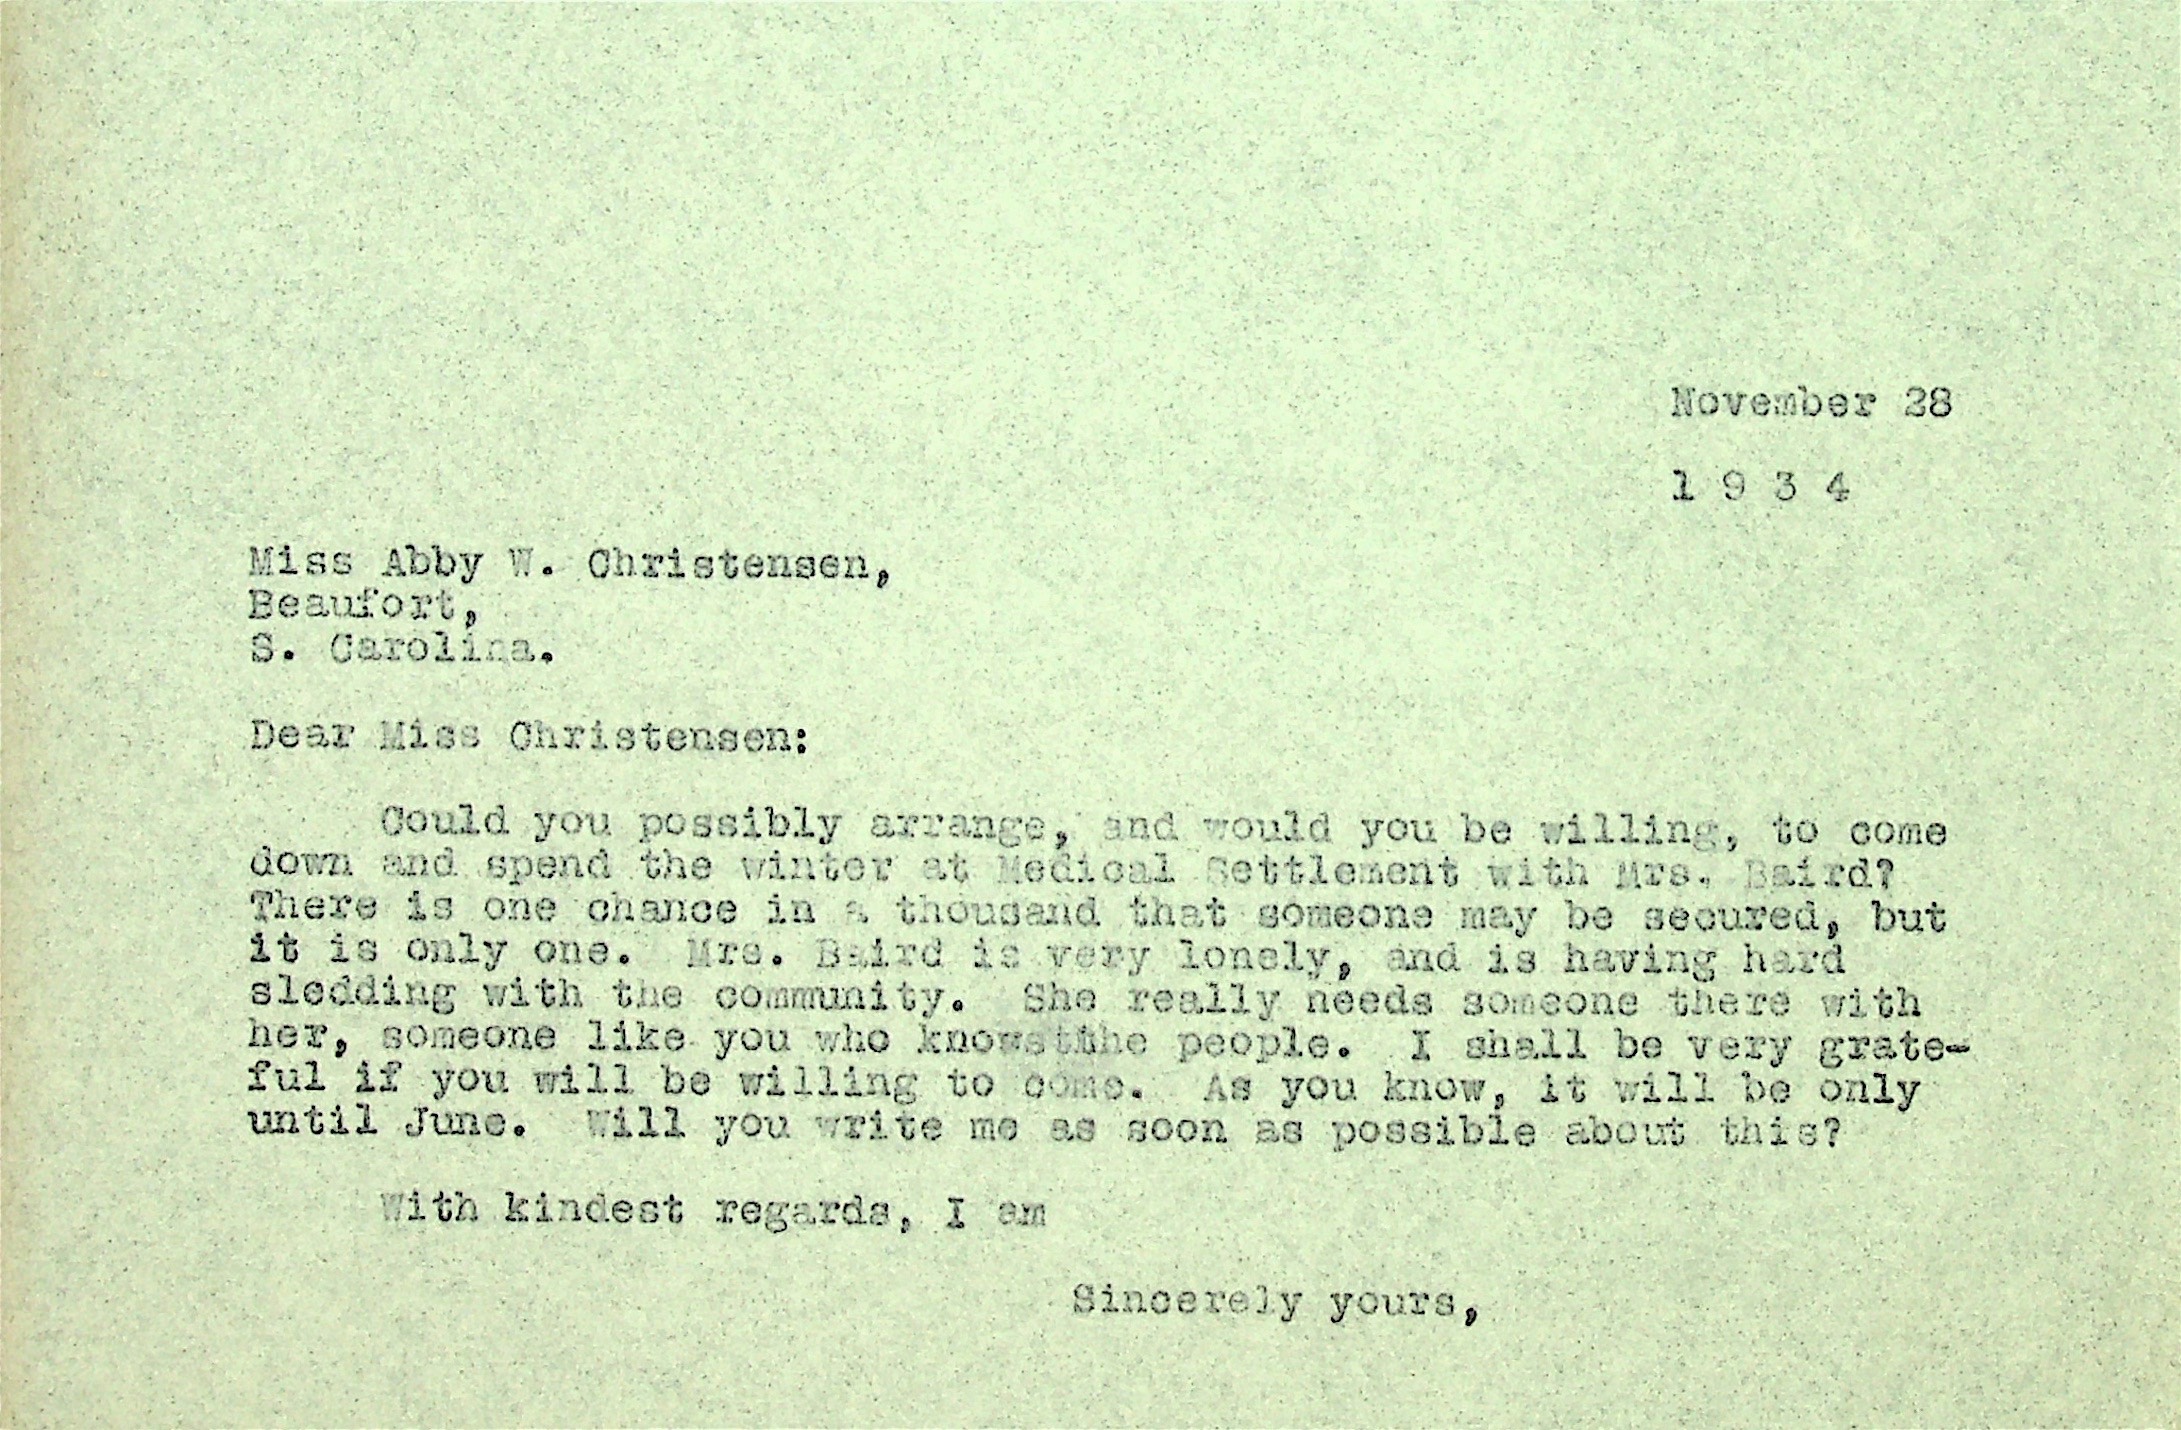 November 28
1 9 3 4
Miss Abby W. Christensen,
Beaufort,
S. Carolina.
Dear Miss Christensen:
Could you possibly arrange, and would you be willing, to come
down and spend the winter at Medical Settlement with Mrs. Baird?
There is one chance in a thousand that someone may be secured, but
it is only one. Mrs. Baird is very lonely, and is having hard
sledding with the community. She really needs someone there with
her, someone like you who knows the people. I shall be very grate-
ful if you will be willing to come. As you know, it will be only
until June. Will you write me as soon as possible about this?
With kindest regards, I am
Sincerely yours,